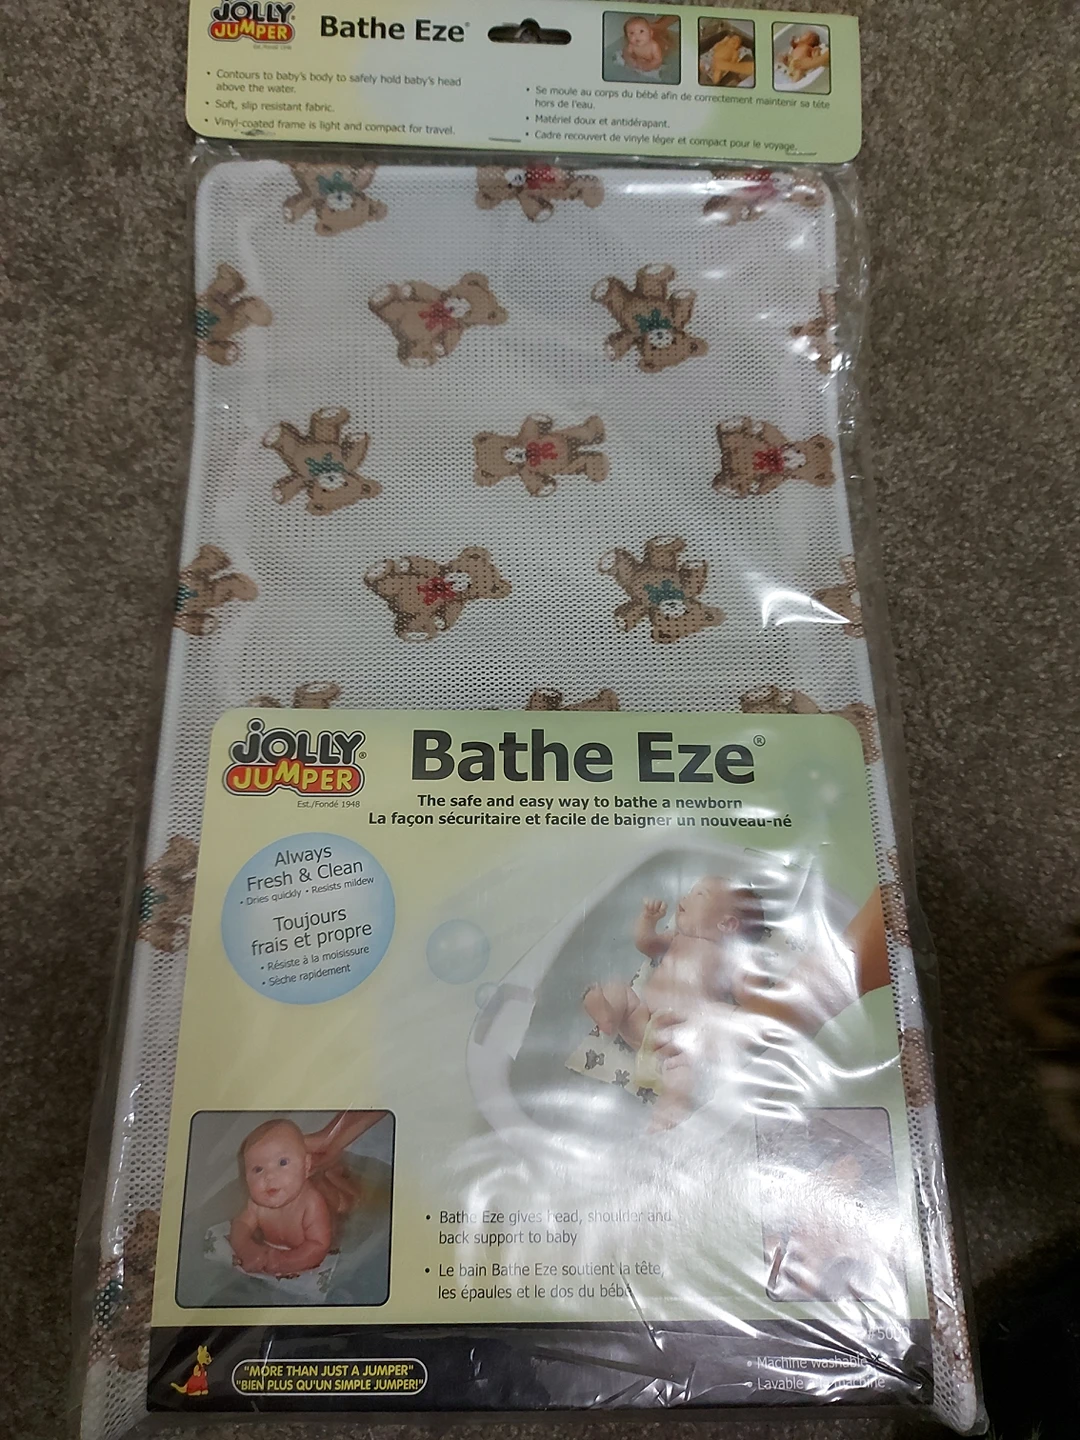 JOLLY
JUMPER
Bathe Eze®
• Contours to baby's body to safely hold baby's head
above the water.
• Soft, slip resistant fabric.
• Vinyl-coated frame is light and compact for travel.
• Se moule au corps du bébé afin de correctement maintenir sa tête
hors de l'eau.
• Matériel doux et antidérapant.
• Cadre recouvert de vinyle léger et compact pour le voyage.
JOLLY®
JUMPER
Est./Fondé 1948
Bathe Eze®
The safe and easy way to bathe a newborn
La façon sécuritaire et facile de baigner un nouveau-né
Always
Fresh & Clean
• Dries quickly • Resists mildew
Toujours
frais et propre
• Résiste à la moisissure
• Sèche rapidement
• Bathe Eze gives head, shoulder and
back support to baby
• Le bain Bathe Eze soutient la tête,
les épaules et le dos du bébé
"MORE THAN JUST A JUMPER"
"BIEN PLUS QU'UN SIMPLE JUMPER!"
• Machine washable
• Lavable machine